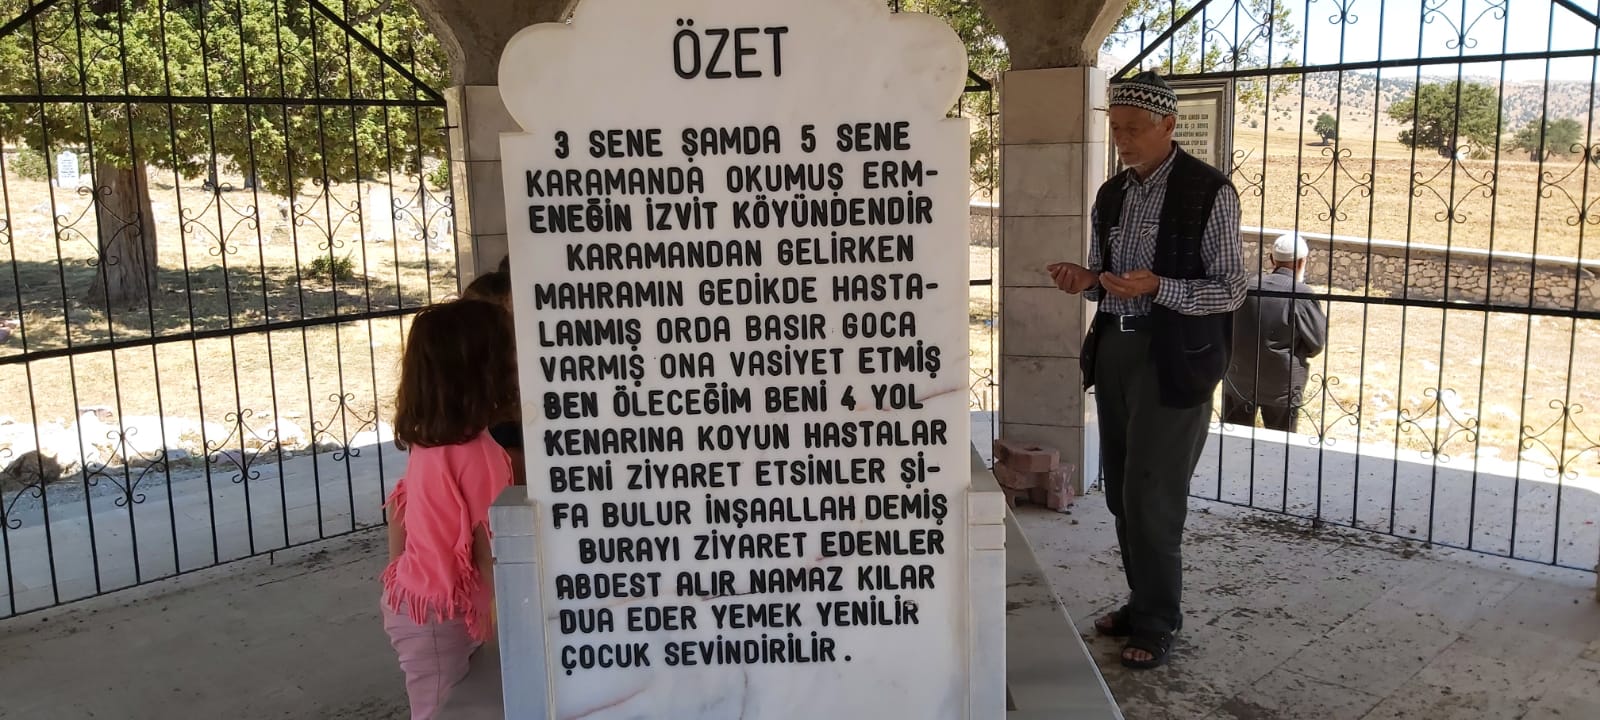 ÖZET
3 SENE ŞAMDA 5 SENE
KARAMANDA OKUMUŞ ERM-
ENEĞİN İZVİT KÖYÜNDENDİR
KARAMANDAN GELİRKEN
MAHRAMIN GEDİKDE HASTA-
LANMIŞ ORDA BASIR GOCA
VARMIŞ ONA VASİYET ETMİŞ
BEN ÖLECEĞİM BENİ 4 YOL
KENARINA KOYUN HASTALAR
BENİ ZİYARET ETSİNLER Şİ-
FA BULUR İNŞAALLAH DEMİŞ
BURAYI ZİYARET EDENLER
ABDEST ALIR NAMAZ KILAR
DUA EDER YEMEK YENİLİR
ÇOCUK SEVİNDİRİLİR.